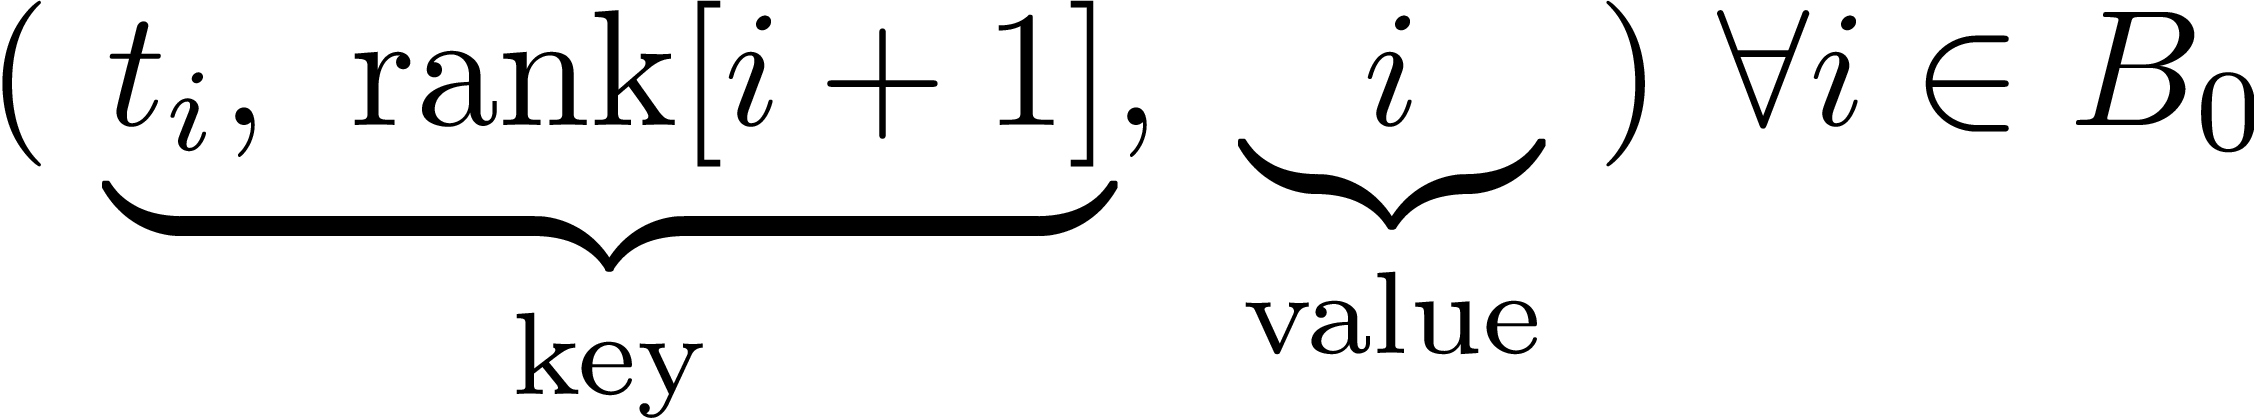 ( t_i, rank[i + 1], i ) ∀i ∈ B_0
key value